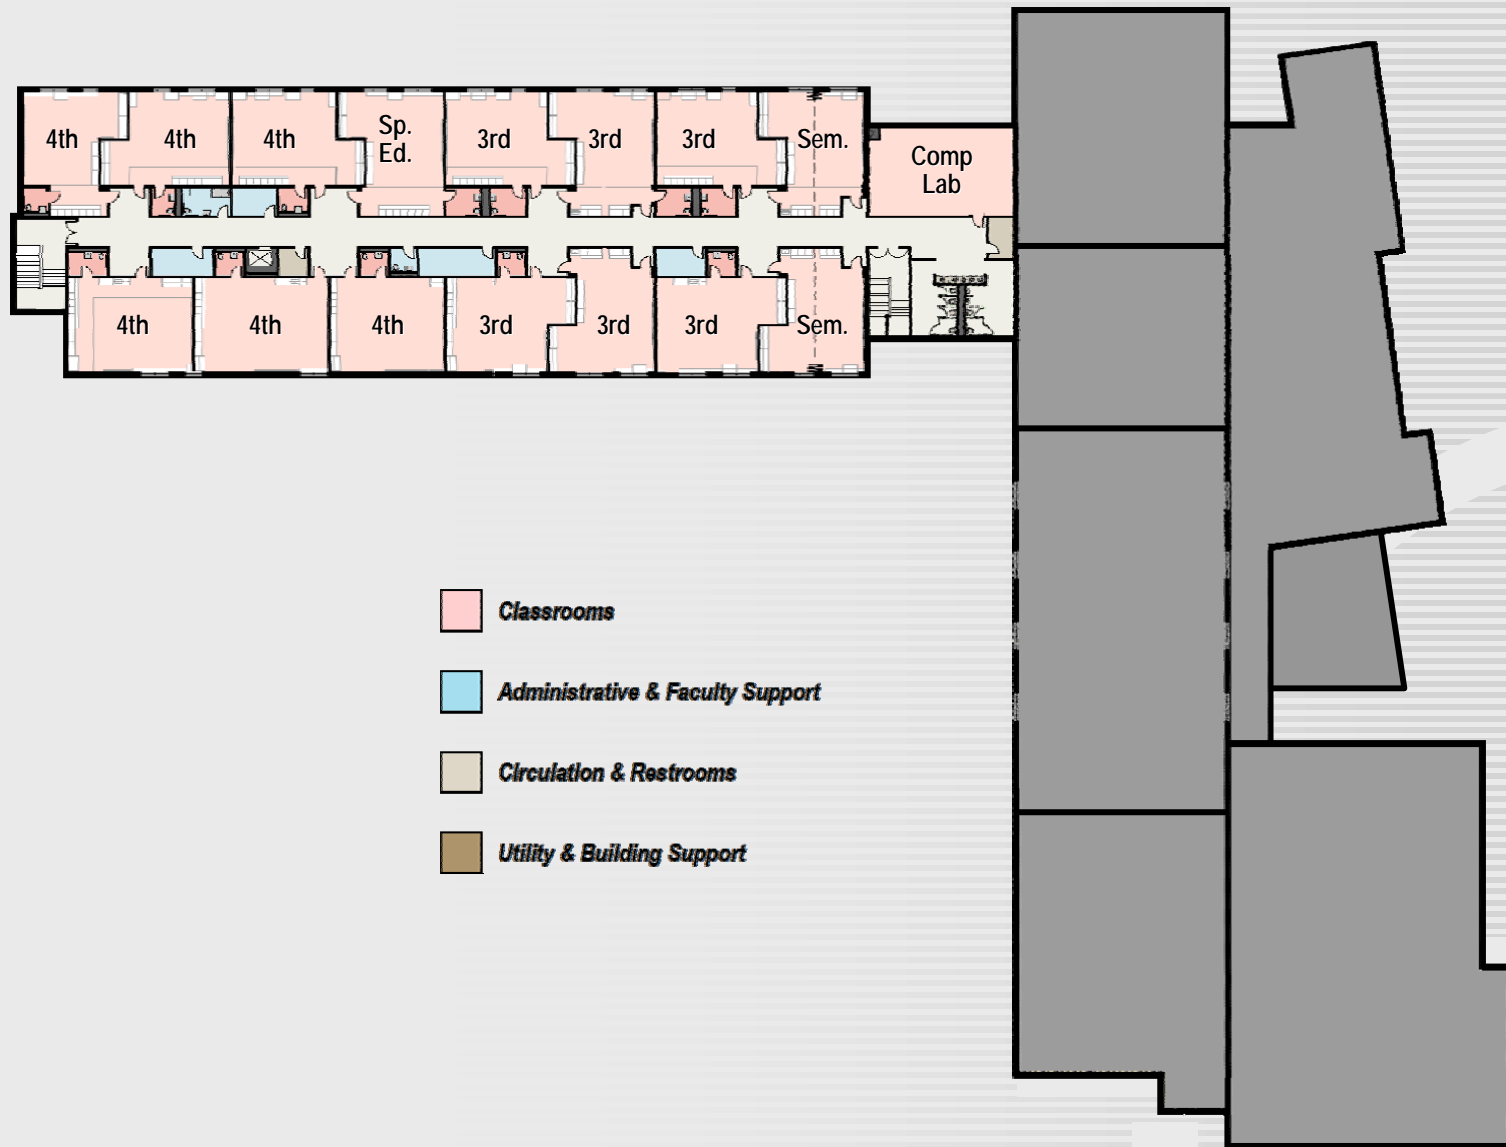 4th
4th
4th
Sp.
Ed.
3rd
3rd
3rd
Sem.
Comp
Lab
4th
4th
4th
3rd
3rd
3rd
Sem.
Classrooms
Administrative & Faculty Support
Circulation & Restrooms
Utility & Building Support